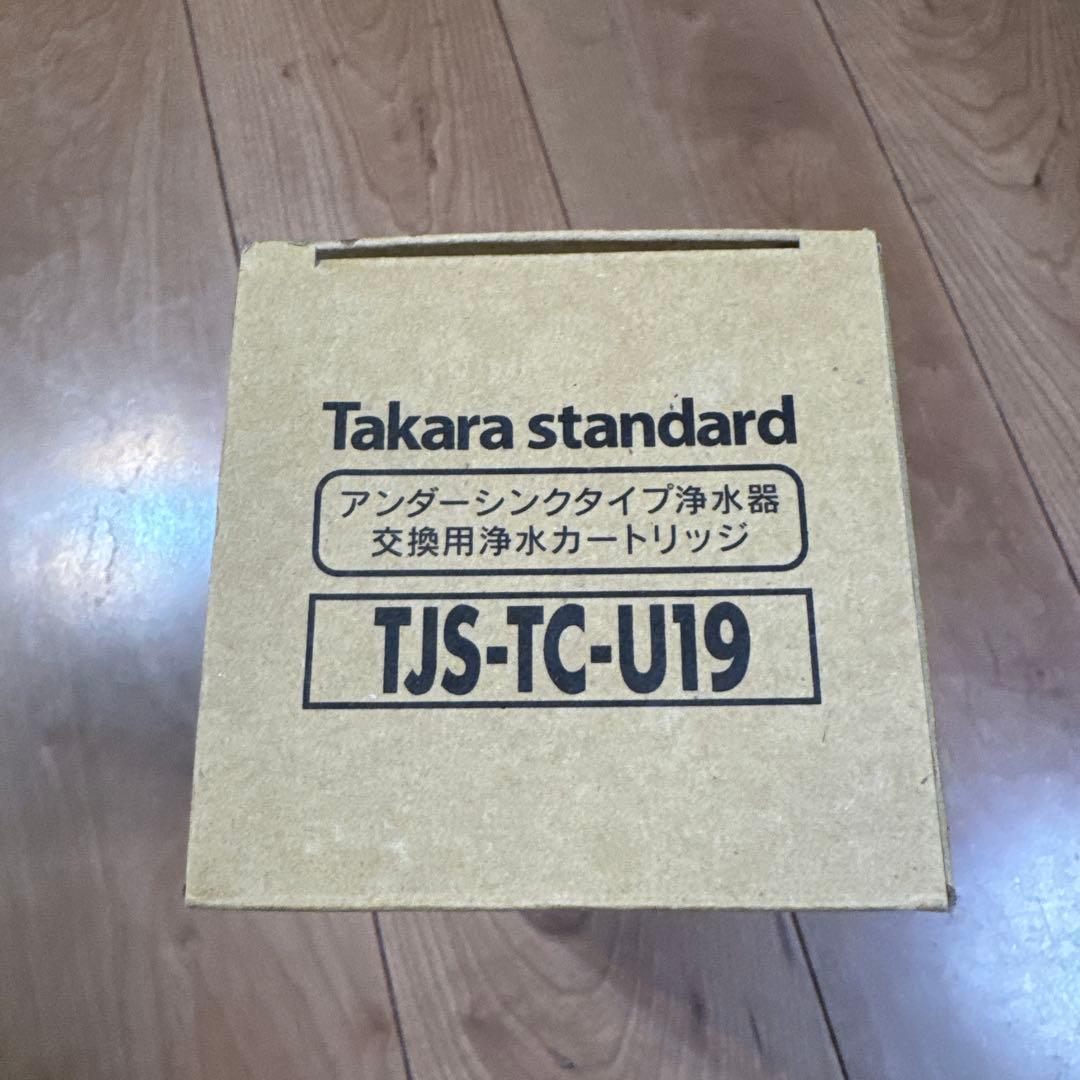 Takara standard
アンダーシンクタイプ浄水器
交換用浄水カートリッジ
TJS-TC-U19